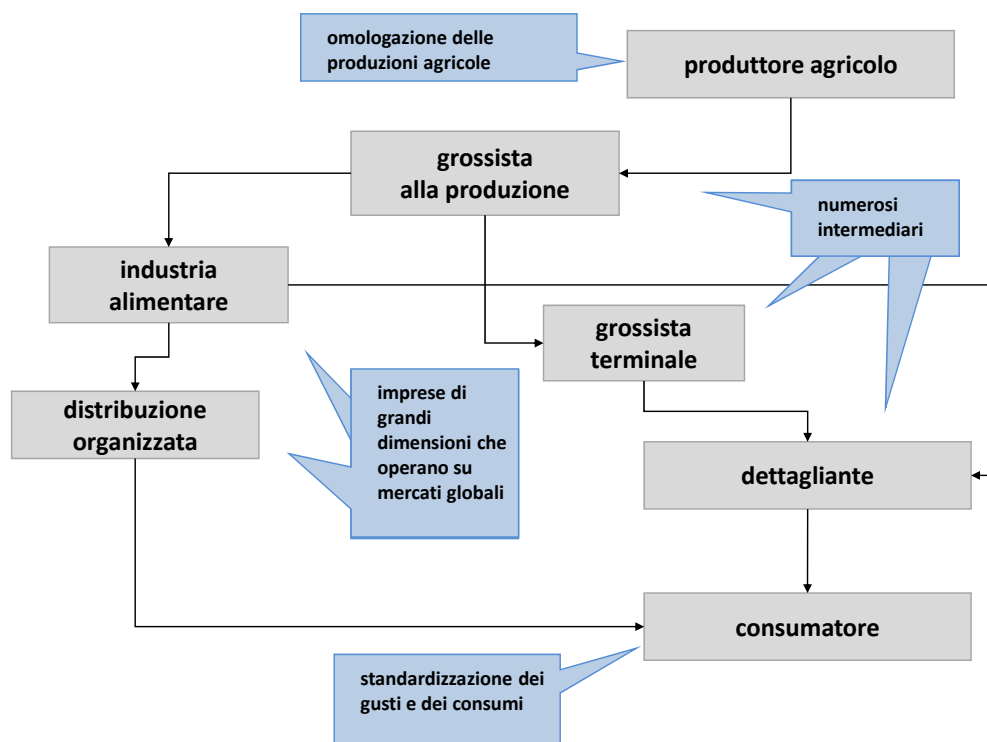 omologazione delle
produzioni agricole
produttore agricolo
grossista
alla produzione
numerosi
intermediari
industria
alimentare
grossista
terminale
imprese di
grandi
dimensioni che
operano su
mercati globali
distribuzione
organizzata
dettagliante
consumatore
standardizzazione dei
gusti e dei consumi